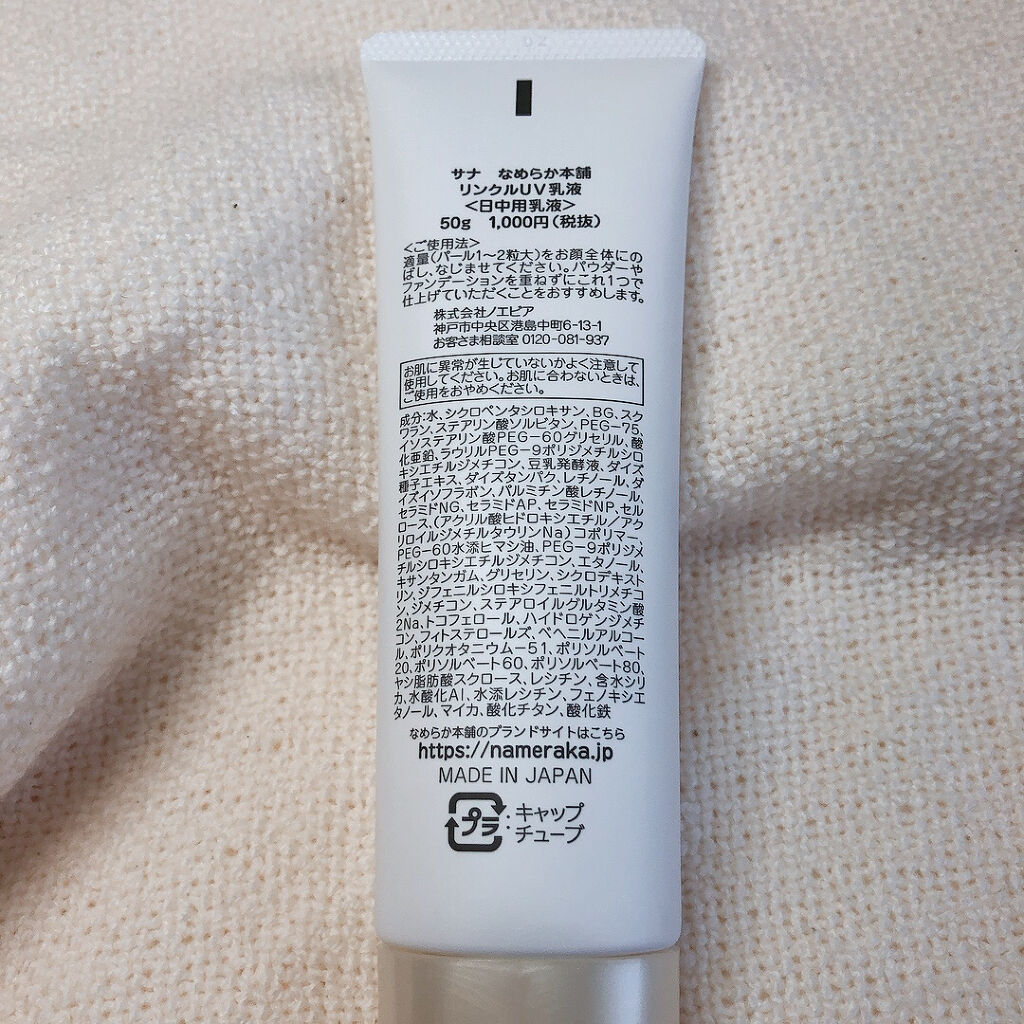 サナ なめらか本舗
リンクルUV乳液
<日中用乳液>
50g 1,000円(税抜)
<ご使用法>
適量(パール1〜2粒大)をお顔全体にの
ばし、なじませてください。パウダーや
ファンデーションを重ねずにこれ1つで
仕上げていただくことをおすすめします。
株式会社ノエビア
神戸市中央区港島中町6-13-1
お客さま相談室 0120-081-937
お肌に異常が生じていないかよく注意して
使用してください。お肌に合わないときは、
ご使用をおやめください。
成分:水、シクロペンタシロキサン、BG、スク
ワラン、ステアリン酸ソルビタン、PEG-75、
イソステアリン酸PEG-60グリセリル、酸
化亜鉛、ラウリルPEG-9ポリジメチルシロ
キシエチルジメチコン、豆乳発酵液、ダイズ
種子エキス、ダイズタンパク、レチノール、ダ
イズイソフラボン、パルミチン酸レチノール、
セラミドNG、セラミドAP、セラミドNP、セル
ロース、(アクリル酸ヒドロキシエチル/アク
リロイルジメチルタウリンNa)コポリマー、
PEG-60水添ヒマシ油、PEG-9ポリジメ
チルシロキシエチルジメチコン、エタノール、
キサンタンガム、グリセリン、シクロデキスト
リン、ジフェニルシロキシフェニルトリメチコ
ン、ジメチコン、ステアロイルグルタミン酸
2Na、トコフェロール、ハイドロゲンジメチ
コン、フィトステロールズ、ベヘニルアルコー
ル、ポリクオタニウム-51、ポリソルベート
20、ポリソルベート60、ポリソルベート80、
ヤシ脂肪酸スクロース、レシチン、含水シリ
カ、水酸化Al、水添レシチン、フェノキシエ
タノール、マイカ、酸化チタン、酸化鉄
なめらか本舗のブランドサイトはこちら
https://nameraka.jp
MADE IN JAPAN
プラ:キャップ
チューブ